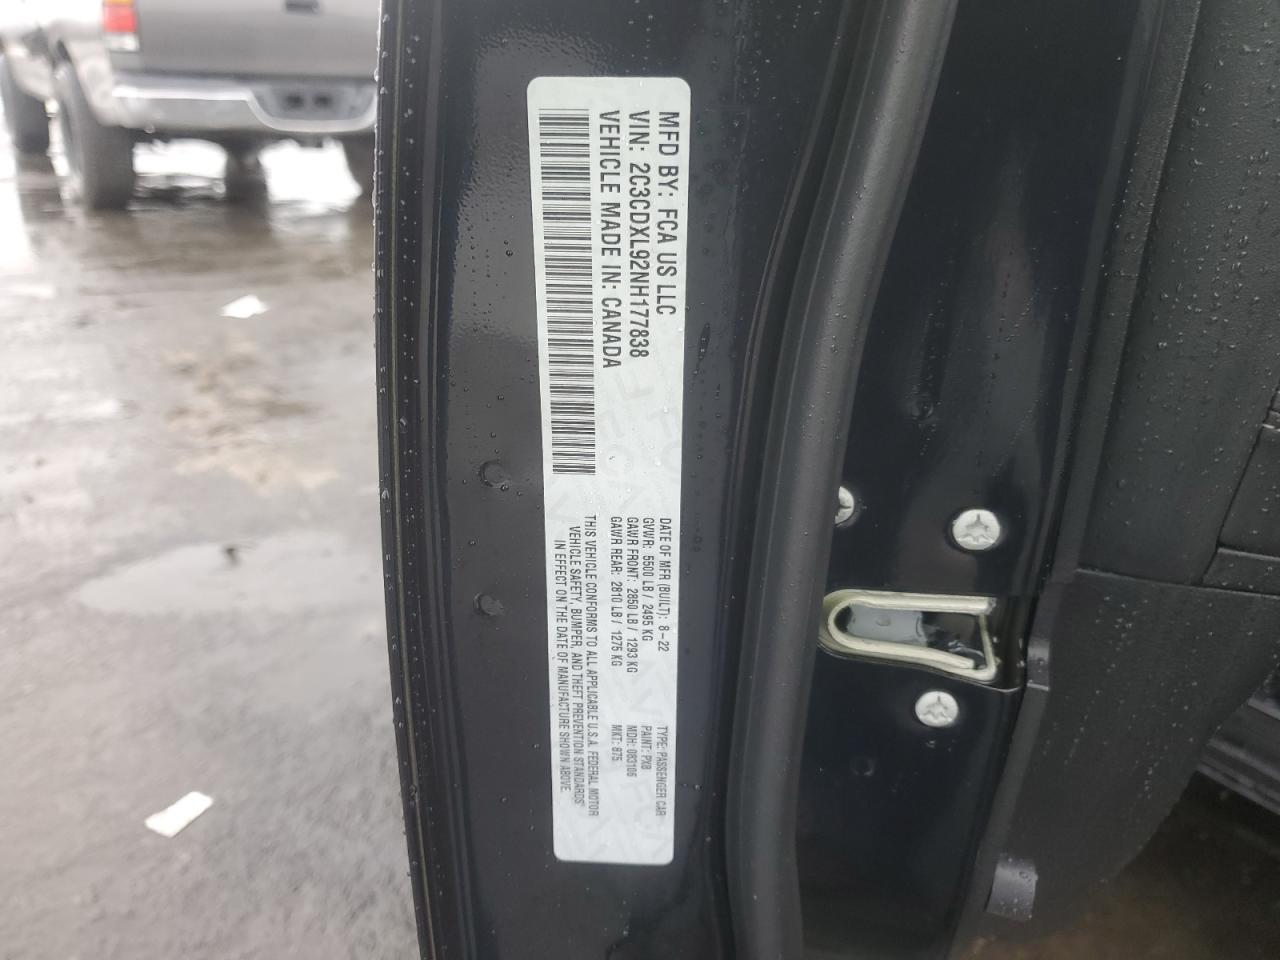 MFD BY: FCA US LLC
VIN: 2C3CDXL92NH177838
VEHICLE MADE IN: CANADA
DATE OF MFR (BUILT): 8-22
GVWR: 5500 LB / 2495 KG
GAWR FRONT: 2850 LB / 1293 KG
GAWR REAR: 2810 LB / 1275 KG
THIS VEHICLE CONFORMS TO ALL APPLICABLE U.S.A. FEDERAL MOTOR
VEHICLE SAFETY, BUMPER, AND THEFT PREVENTION STANDARDS
IN EFFECT ON THE DATE OF MANUFACTURE SHOWN ABOVE.
TYPE: PASSENGER CAR
PAINT: PX8
MDH: 083106
MKT: 875